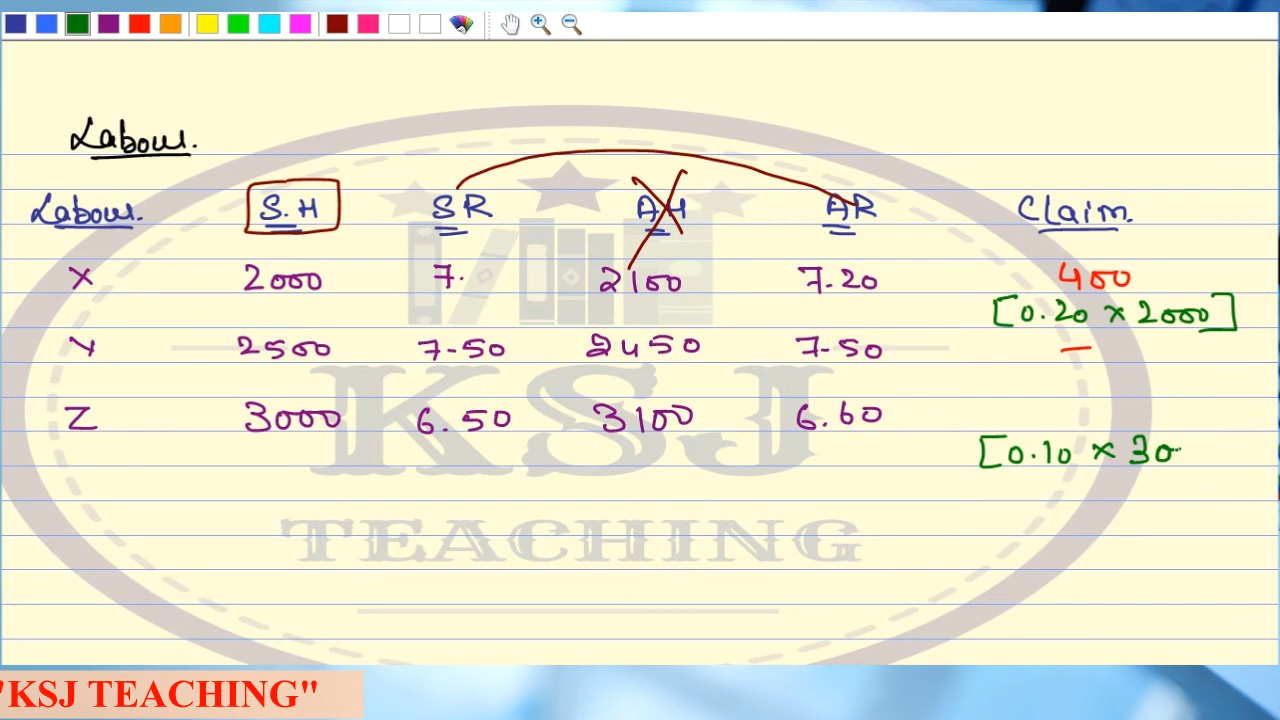 Labour.
Labour. S.H SR AH AR Claim.
X 2000 7. 2100 7.20 400
[0.20 × 2000]
Y 2500 7-50 2450 7-50 —
Z 3000 6.50 3100 6.60
[0.10 × 30
KSJ
TEACHING
"KSJ TEACHING"